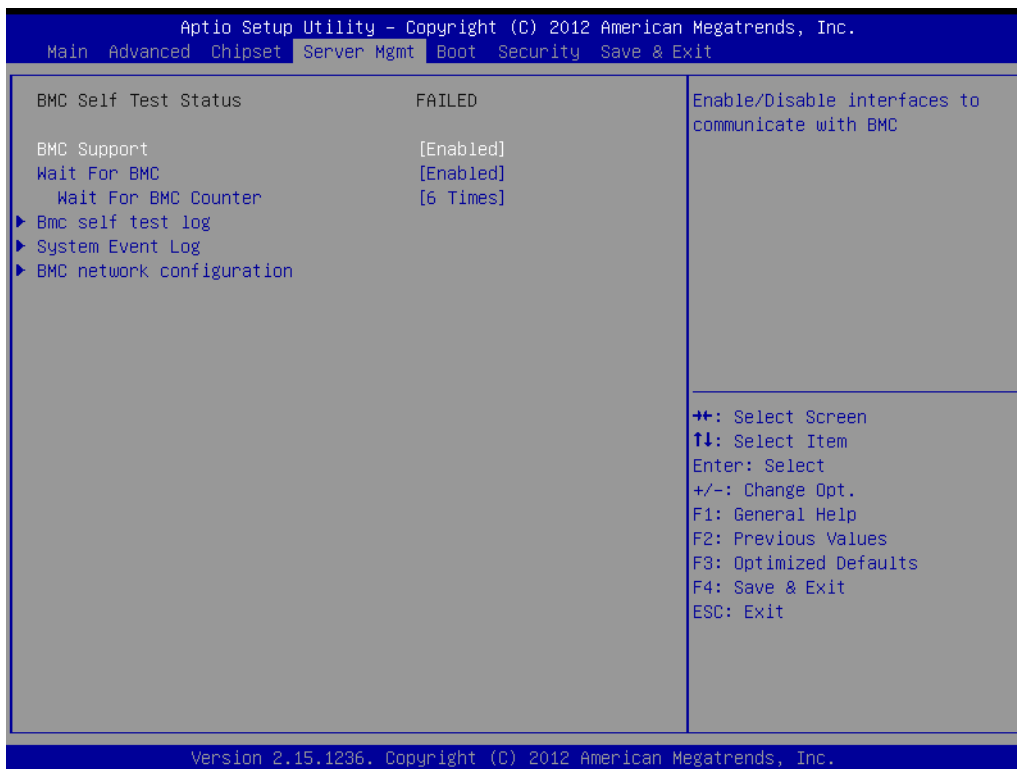 Aptio Setup Utility – Copyright (C) 2012 American Megatrends, Inc.
Main Advanced Chipset Server Mgmt Boot Security Save & Exit
BMC Self Test Status FAILED
BMC Support [Enabled]
Wait For BMC [Enabled]
Wait For BMC Counter [6 Times]
▶ Bmc self test log
▶ System Event Log
▶ BMC network configuration
Enable/Disable interfaces to
communicate with BMC
→←: Select Screen
↑↓: Select Item
Enter: Select
+/-: Change Opt.
F1: General Help
F2: Previous Values
F3: Optimized Defaults
F4: Save & Exit
ESC: Exit
Version 2.15.1236. Copyright (C) 2012 American Megatrends, Inc.